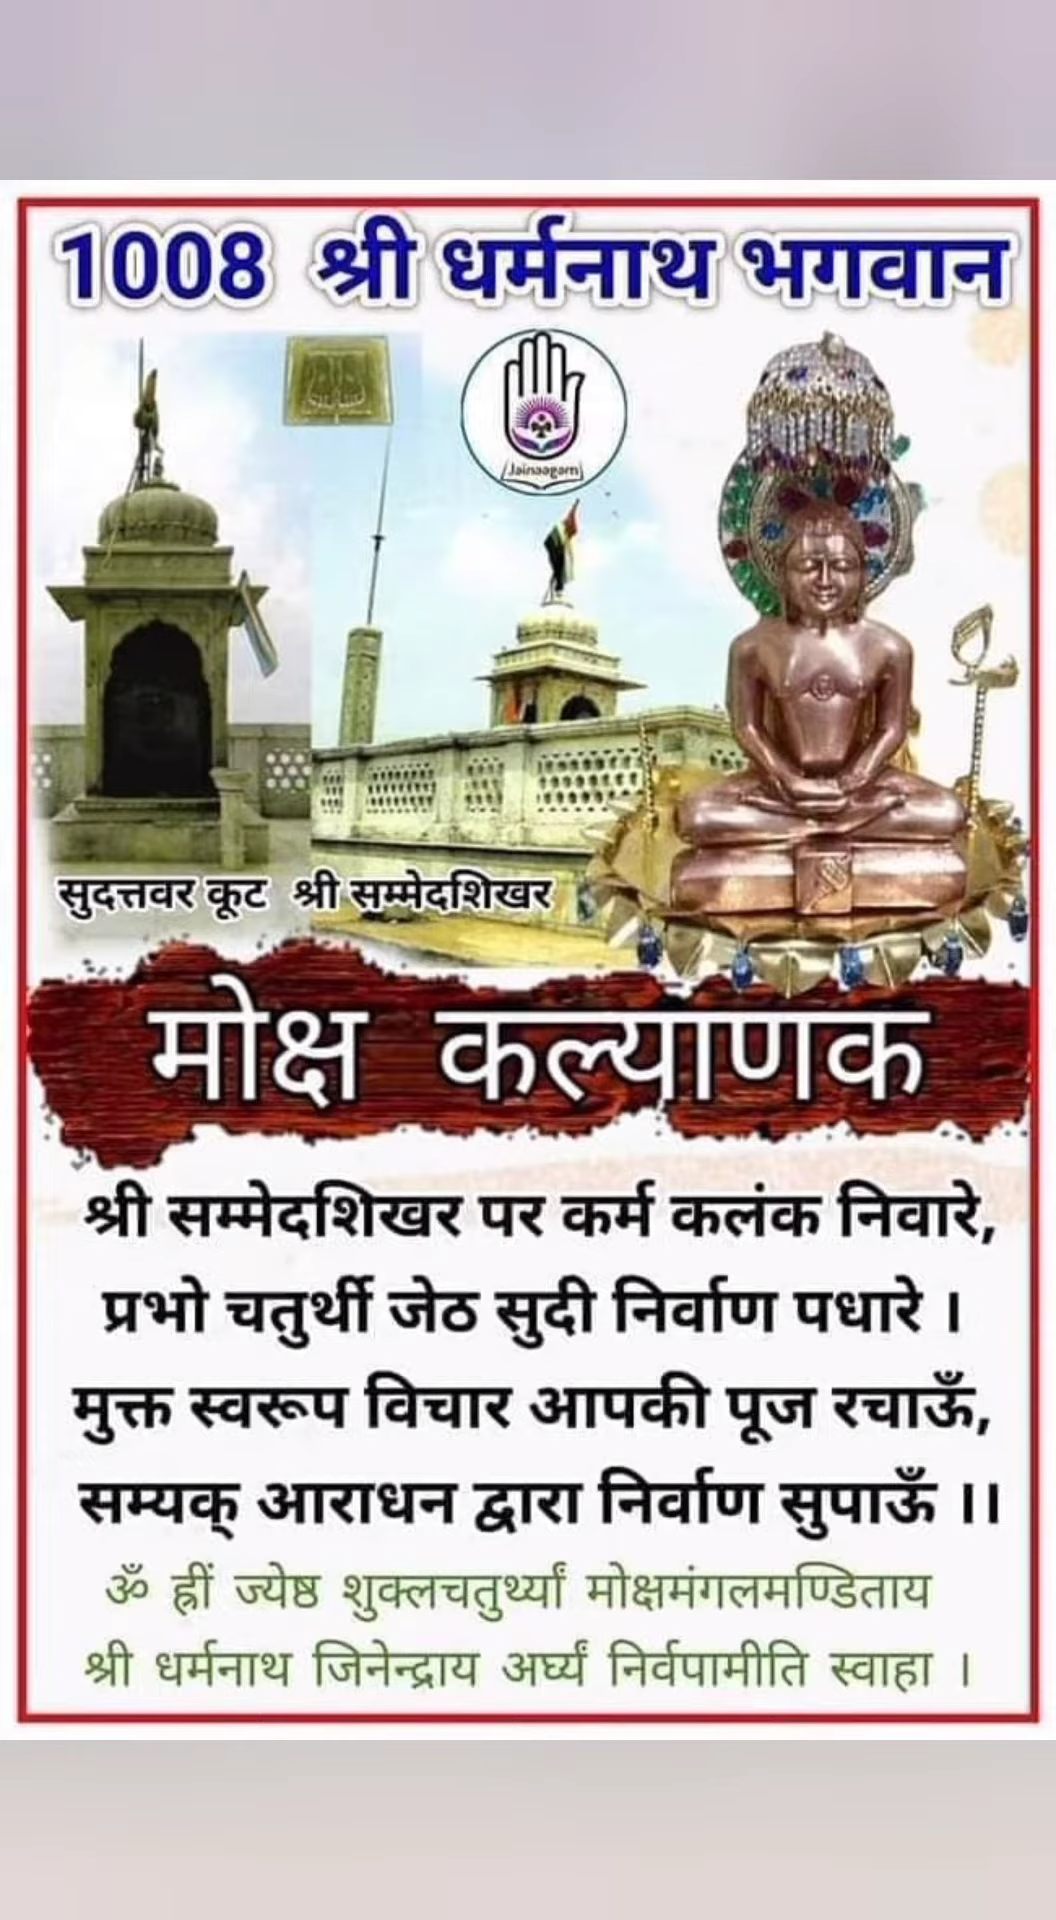 1008 श्री धर्मनाथ भगवान
Jainaagam
सुदत्तवर कूट श्री सम्मेदशिखर
मोक्ष कल्याणक
श्री सम्मेदशिखर पर कर्म कलंक निवारे,
प्रभो चतुर्थी जेठ सुदी निर्वाण पधारे ।
मुक्त स्वरूप विचार आपकी पूज रचाऊँ,
सम्यक् आराधन द्वारा निर्वाण सुपाऊँ ।।
ॐ ह्रीं ज्येष्ठ शुक्लचतुर्थ्यां मोक्षमंगलमण्डिताय
श्री धर्मनाथ जिनेन्द्राय अर्घ्यं निर्वपामीति स्वाहा ।